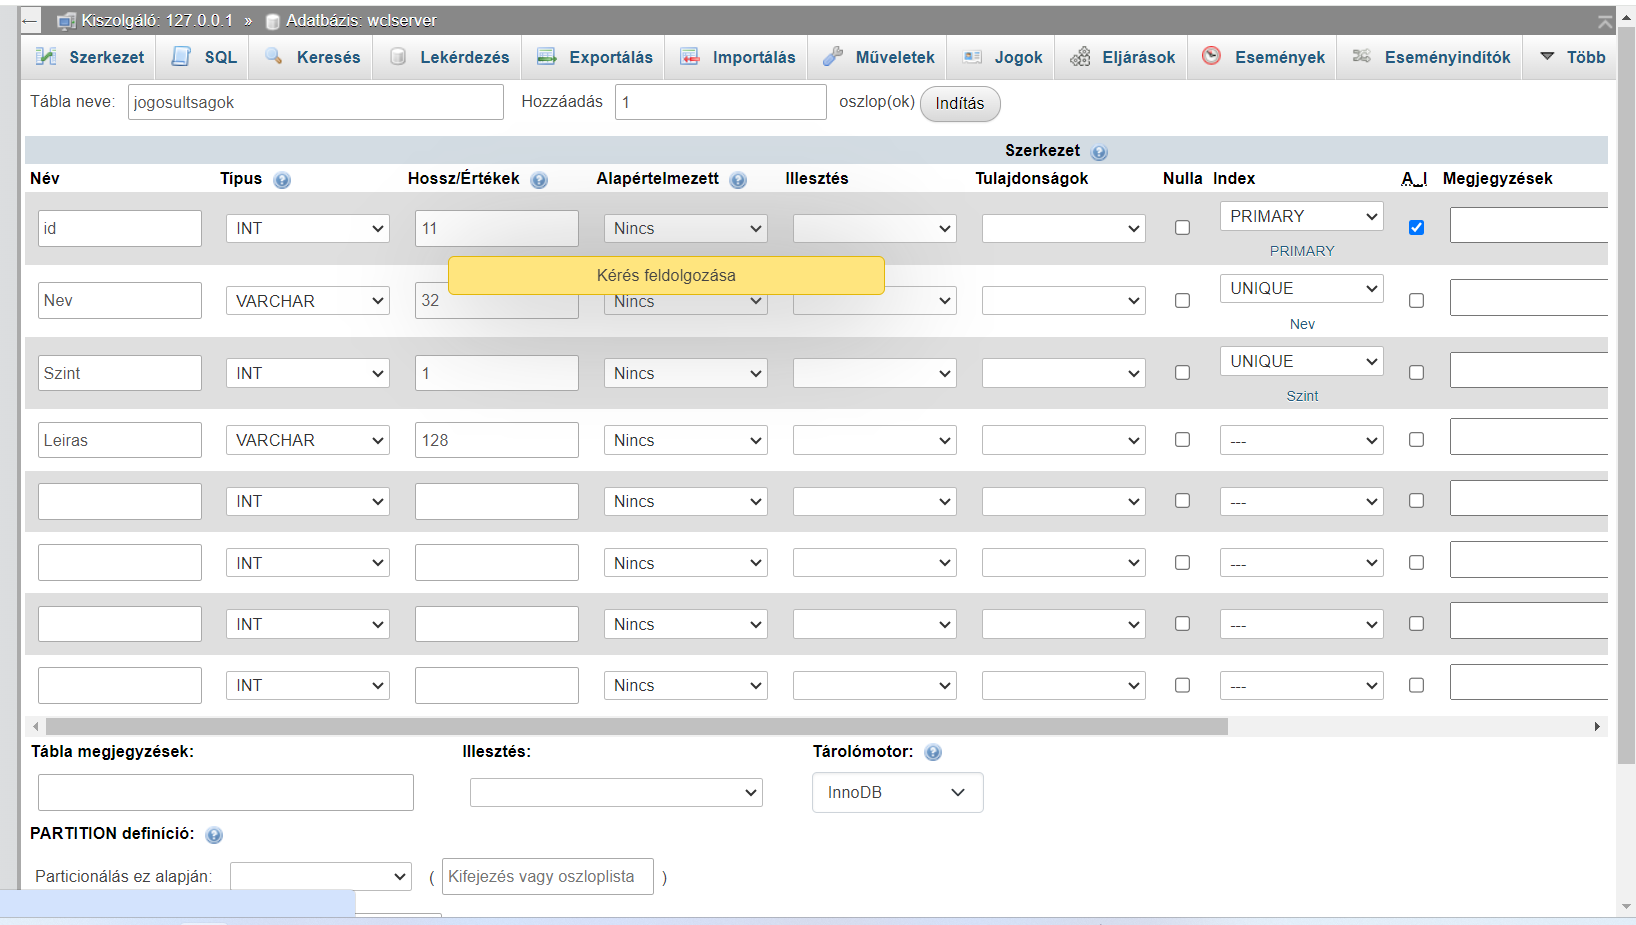 ← Kiszolgáló: 127.0.0.1 » Adatbázis: wclserver
Szerkezet SQL Keresés Lekérdezés Exportálás Importálás Műveletek Jogok Eljárások Események Eseményindítók Több
Tábla neve: jogosultsagok Hozzáadás 1 oszlop(ok) Indítás
Szerkezet
Név Típus Hossz/Értékek Alapértelmezett Illesztés Tulajdonságok Nulla Index A_I Megjegyzések
id INT 11 Nincs PRIMARY
PRIMARY
Kérés feldolgozása
Nev VARCHAR 32 Nincs UNIQUE
Nev
Szint INT 1 Nincs UNIQUE
Szint
Leiras VARCHAR 128 Nincs ---
INT Nincs ---
INT Nincs ---
INT Nincs ---
INT Nincs ---
Tábla megjegyzések: Illesztés: Tárolómotor:
InnoDB
PARTITION definíció:
Particionálás ez alapján: ( Kifejezés vagy oszloplista )